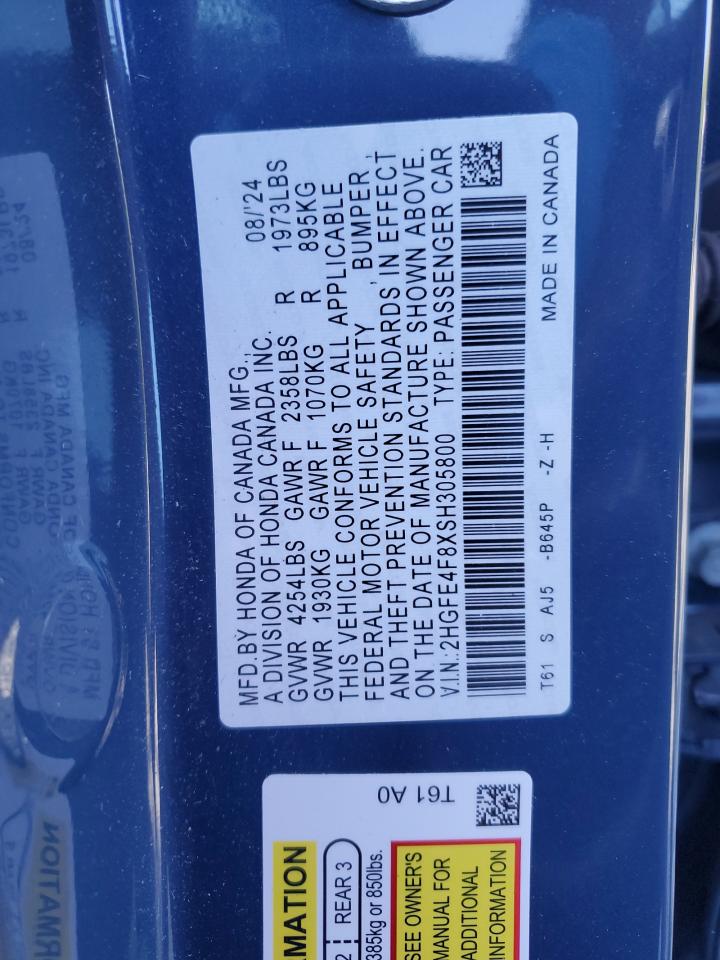 MFD.BY HONDA OF CANADA MFG., 08/'24
A DIVISION OF HONDA CANADA INC.
GVWR 4254LBS GAWR F 2358LBS R 1973LBS
GVWR 1930KG GAWR F 1070KG R 895KG
THIS VEHICLE CONFORMS TO ALL APPLICABLE
FEDERAL MOTOR VEHICLE SAFETY , BUMPER ,
AND THEFT PREVENTION STANDARDS IN EFFECT
ON THE DATE OF MANUFACTURE SHOWN ABOVE.
V.I.N.:2HGFE4F8XSH305800 TYPE: PASSENGER CAR
T61 S AJ5 -B645P -Z -H MADE IN CANADA
T61 A0
MATION
2 REAR 3
385kg or 850lbs.
SEE OWNER'S
MANUAL FOR
ADDITIONAL
INFORMATION